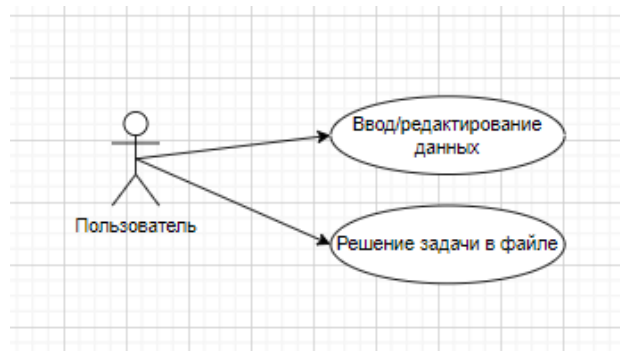 Ввод/редактирование
данных
Пользователь
Решение задачи в файле